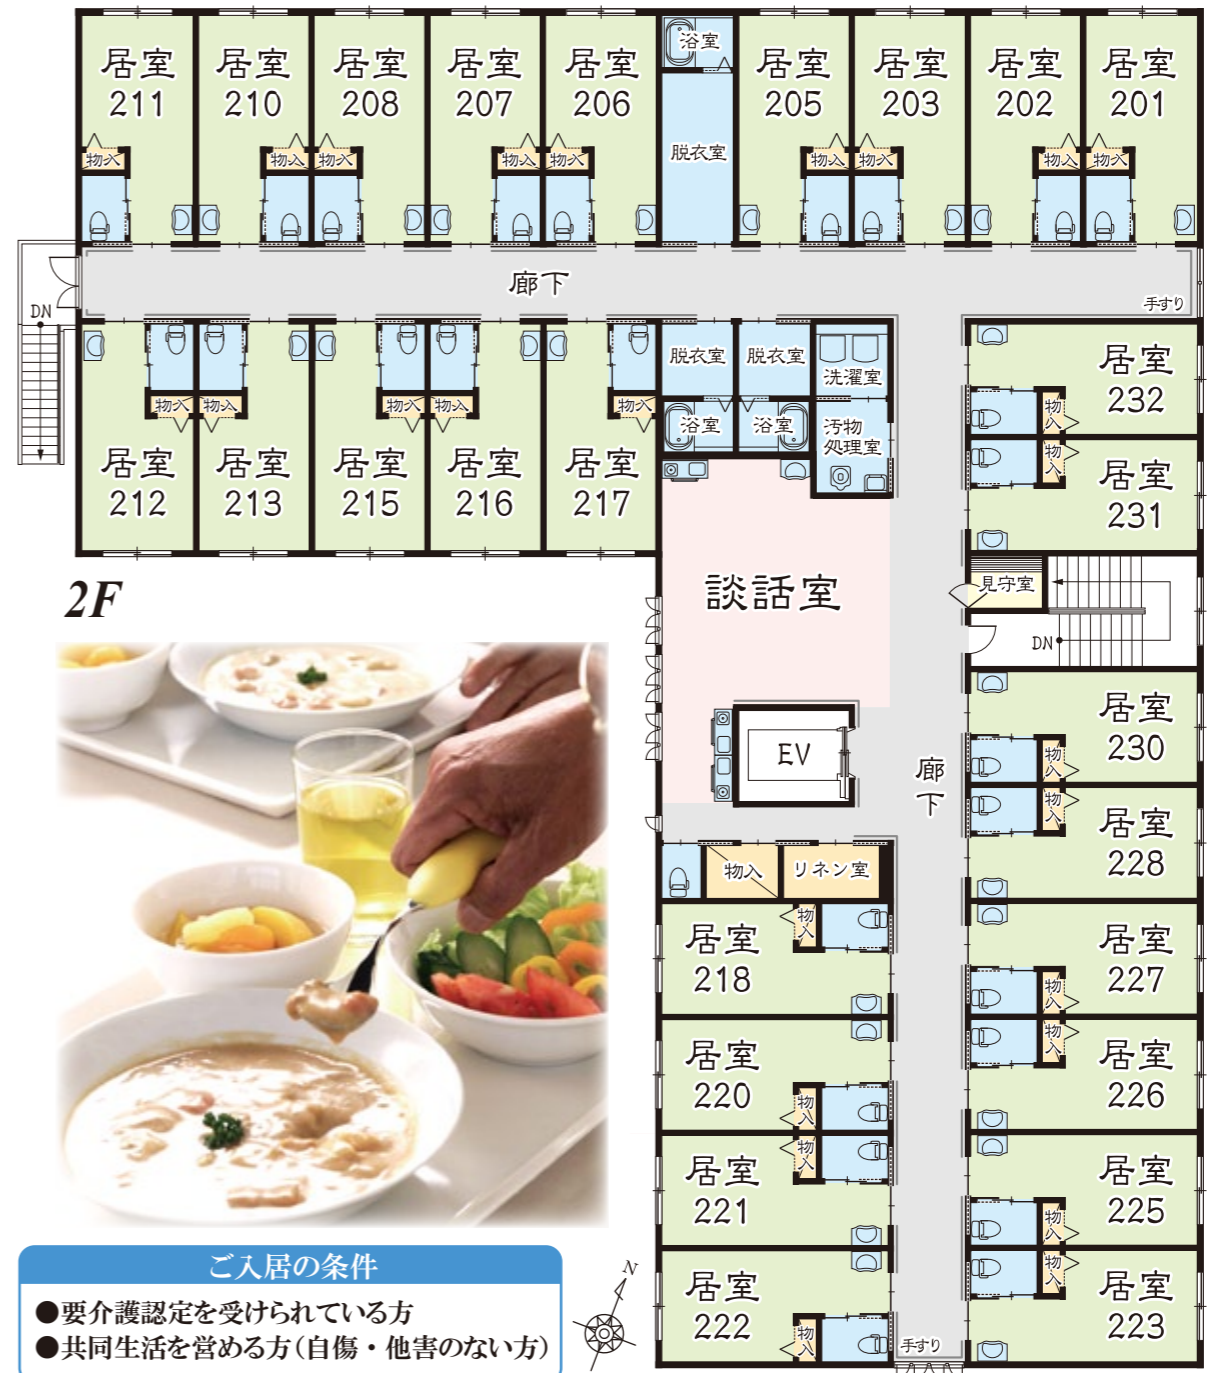 居室
211
居室
210
居室
208
居室
207
居室
206
浴室
脱衣室
居室
205
居室
203
居室
202
居室
201
物入
物入
物入
物入
物入
物入
物入
物入
物入
廊下
手すり
DN
居室
212
居室
213
居室
215
居室
216
居室
217
物入
物入
物入
物入
物入
脱衣室
脱衣室
洗濯室
浴室
浴室
汚物
処理室
居室
232
物入
居室
231
物入
見守室
DN
談話室
2F
EV
廊下
居室
230
物入
居室
228
物入
物入
リネン室
居室
218
物入
居室
227
物入
居室
220
物入
居室
226
物入
居室
221
物入
居室
225
物入
居室
222
物入
居室
223
物入
手すり
N
ご入居の条件
●要介護認定を受けられている方
●共同生活を営める方(自傷・他害のない方)